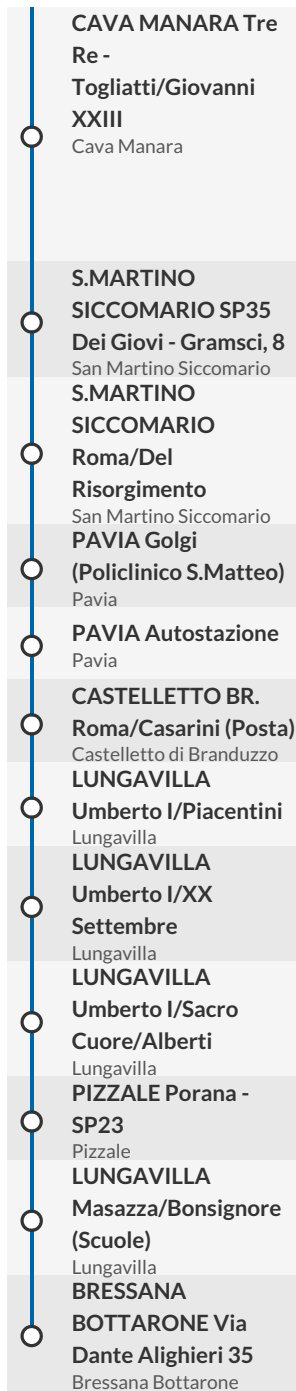 CAVA MANARA Tre
Re -
Togliatti/Giovanni
XXIII
Cava Manara
S.MARTINO
SICCOMARIO SP35
Dei Giovi - Gramsci, 8
San Martino Siccomario
S.MARTINO
SICCOMARIO
Roma/Del
Risorgimento
San Martino Siccomario
PAVIA Golgi
(Policlinico S.Matteo)
Pavia
PAVIA Autostazione
Pavia
CASTELLETTO BR.
Roma/Casarini (Posta)
Castelletto di Branduzzo
LUNGAVILLA
Umberto I/Piacentini
Lungavilla
LUNGAVILLA
Umberto I/XX
Settembre
Lungavilla
LUNGAVILLA
Umberto I/Sacro
Cuore/Alberti
Lungavilla
PIZZALE Porana -
SP23
Pizzale
LUNGAVILLA
Masazza/Bonsignore
(Scuole)
Lungavilla
BRESSANA
BOTTARONE Via
Dante Alighieri 35
Bressana Bottarone